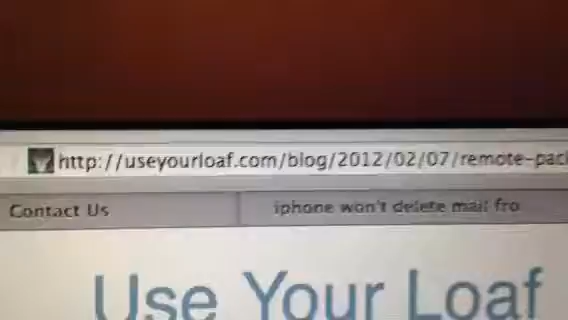 http://useyourloaf.com/blog/2012/02/07/remote-pac
Contact Us
iphone won't delete mail fro
Use Your Loaf